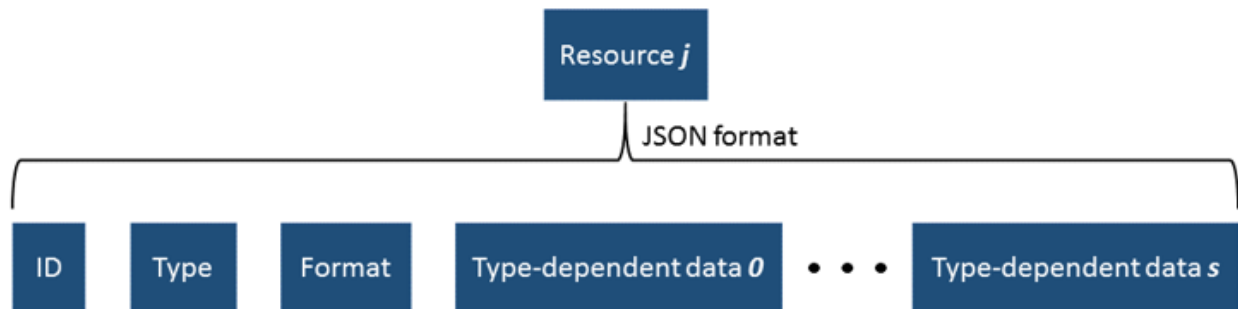 Resource j
JSON format
ID
Type
Format
Type-dependent data 0
Type-dependent data s